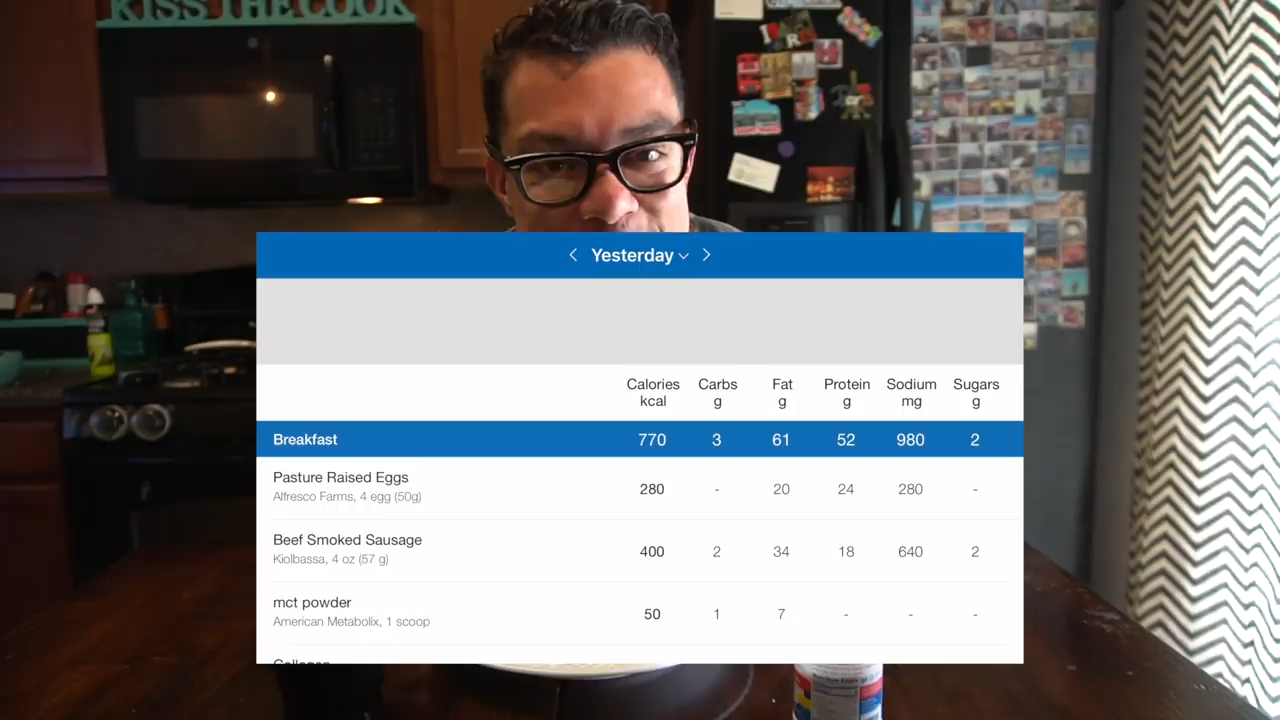 KISS THE COOK
Yesterday
Calories Carbs Fat Protein Sodium Sugars
kcal g g g mg g
Breakfast 770 3 61 52 980 2
Pasture Raised Eggs
Alfresco Farms, 4 egg (50g)
280 - 20 24 280 -
Beef Smoked Sausage
Kiolbassa, 4 oz (57 g)
400 2 34 18 640 2
mct powder
American Metabolix, 1 scoop
50 1 7 - - -
Collagen